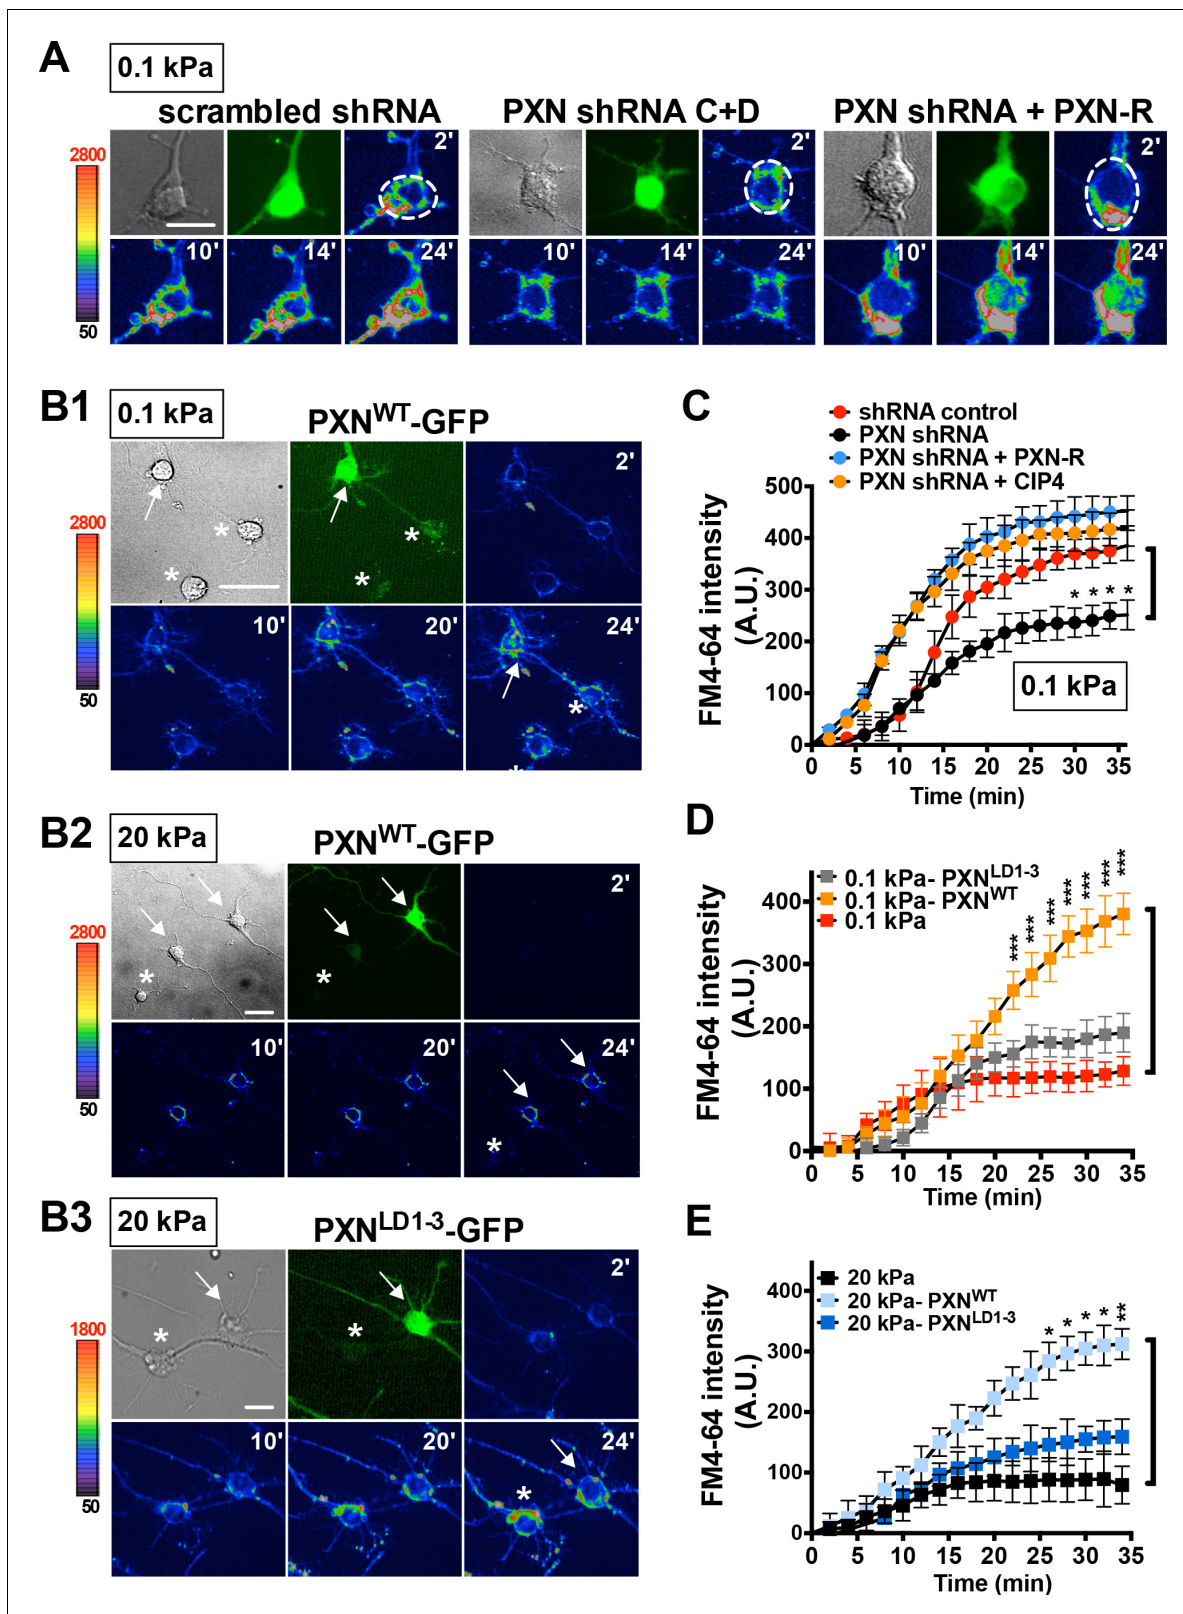 A
0.1 kPa
scrambled shRNA
PXN shRNA C+D
PXN shRNA + PXN-R
2800
50
2'
2'
2'
10'
14'
24'
10'
14'
24'
10'
14'
24'
B1
0.1 kPa
PXNWT-GFP
2800
50
2'
*
*
*
*
10'
20'
24'
*
*
B2
20 kPa
PXNWT-GFP
2800
50
2'
*
*
10'
20'
24'
*
B3
20 kPa
PXNLD1-3-GFP
1800
50
2'
*
*
10'
20'
24'
*
C
shRNA control
PXN shRNA
PXN shRNA + PXN-R
PXN shRNA + CIP4
FM4-64 intensity
(A.U.)
500
400
300
200
100
0
* * * *
0.1 kPa
0 5 10 15 20 25 30 35
Time (min)
D
0.1 kPa- PXNLD1-3
0.1 kPa- PXNWT
0.1 kPa
FM4-64 intensity
(A.U.)
400
300
200
100
0
*** *** *** *** *** *** ***
0 5 10 15 20 25 30 35
Time (min)
E
20 kPa
20 kPa- PXNWT
20 kPa- PXNLD1-3
FM4-64 intensity
(A.U.)
400
300
200
100
0
* * * * **
0 5 10 15 20 25 30 35
Time (min)